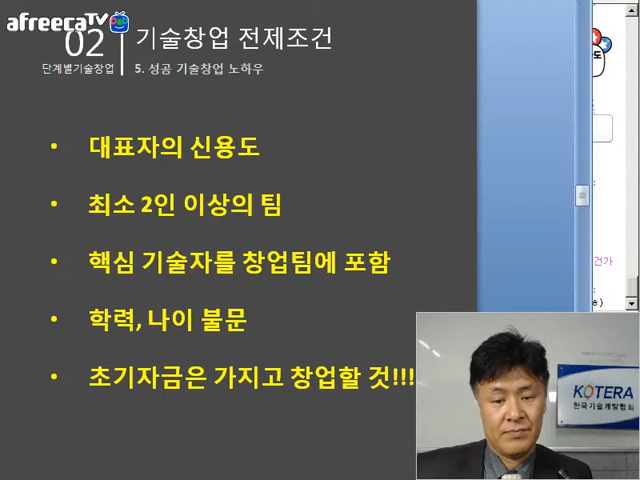 afreecaTV
02
기술창업 전제조건
단계별기술창업
5. 성공 기술창업 노하우
• 대표자의 신용도
• 최소 2인 이상의 팀
• 핵심 기술자를 창업팀에 포함
• 학력, 나이 불문
• 초기자금은 가지고 창업할 것!!!
도
건가
KOTERA
한국기술개발협회